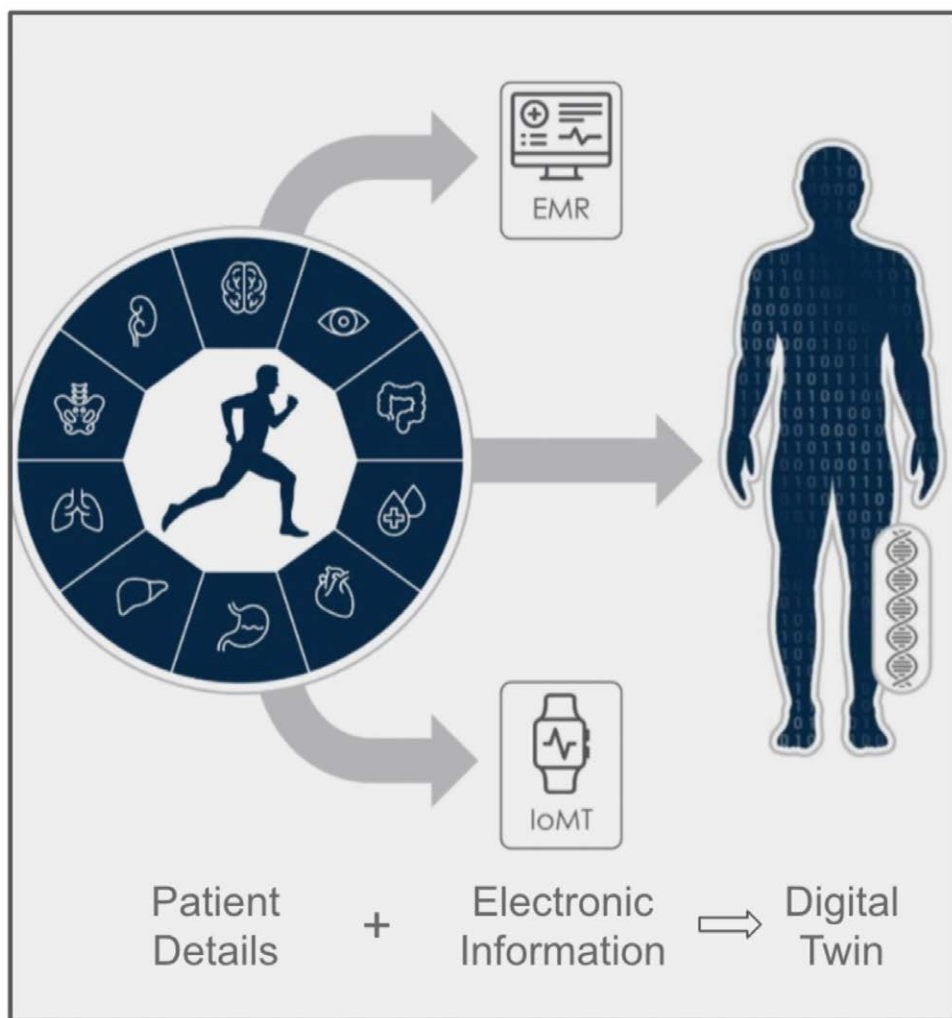 EMR
IoMT
Patient
Details
+
Electronic
Information
Digital
Twin